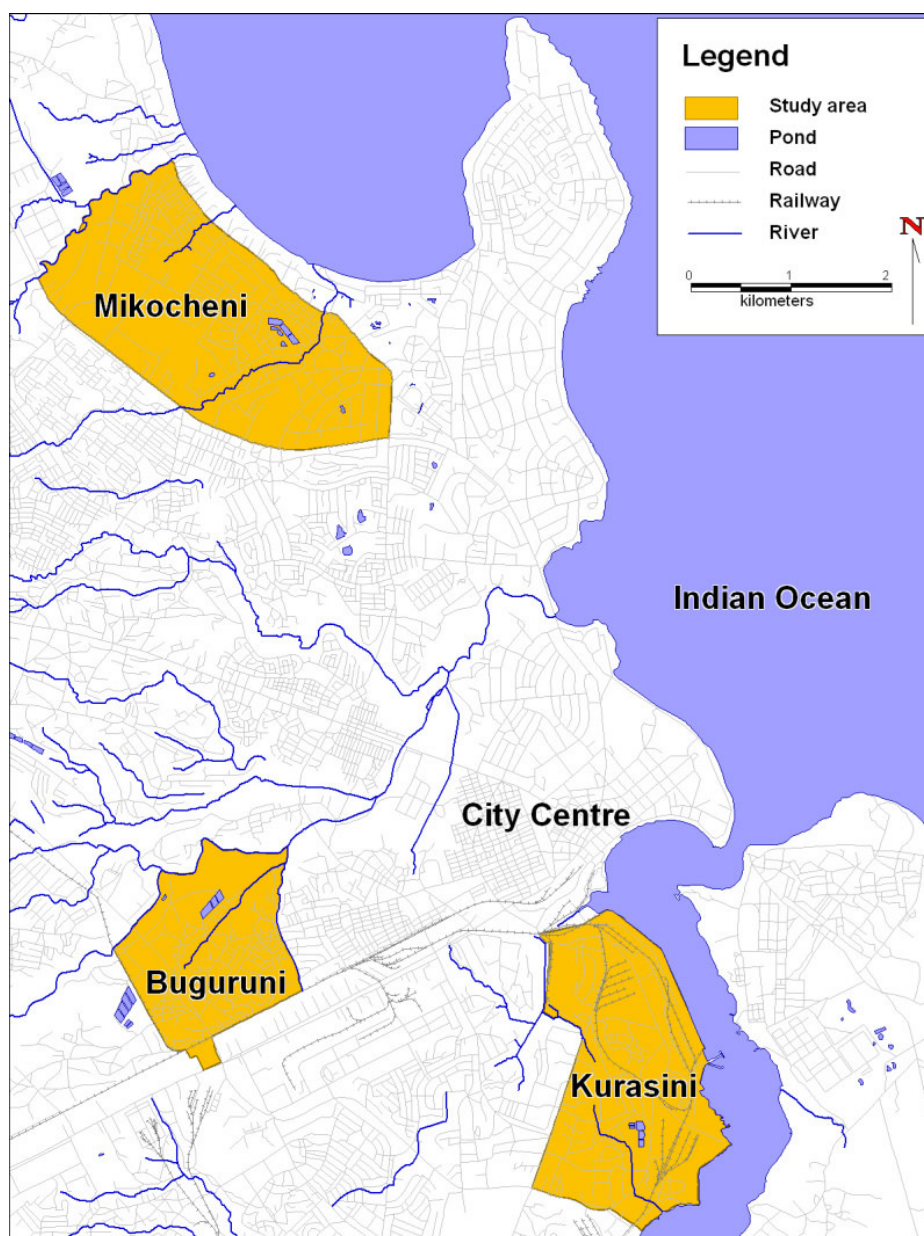 Legend
Study area
Pond
Road
Railway
River
N
0 1 2
kilometers
Mikocheni
Indian Ocean
City Centre
Buguruni
Kurasini